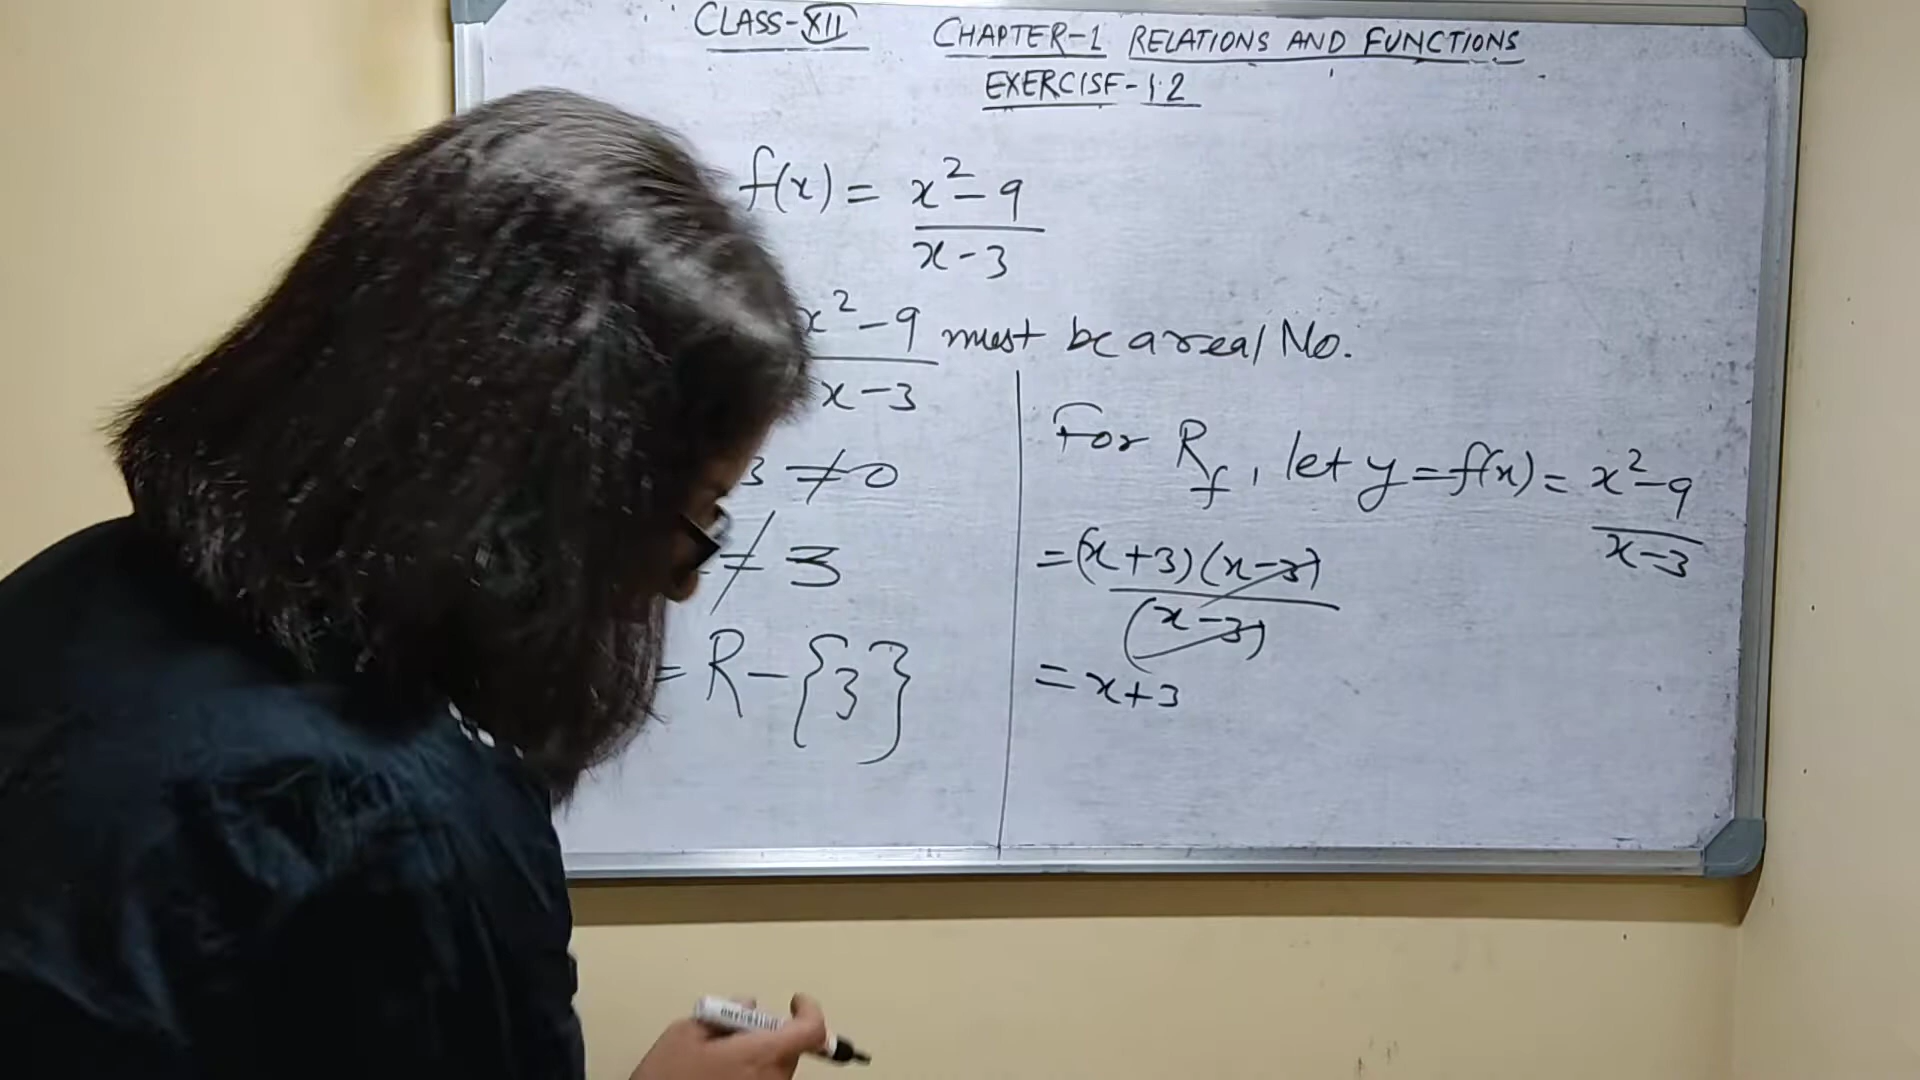 CLASS-XII CHAPTER-1 RELATIONS AND FUNCTIONS
EXERCISE-1.2
f(x) = x²-9
x-3
x²-9 must be a real No.
x-3
3 ≠ 0
≠ 3
= R-{3}
For R_f, let y = f(x) = x²-9
x-3
= (x+3)(x-3)
(x-3)
= x+3